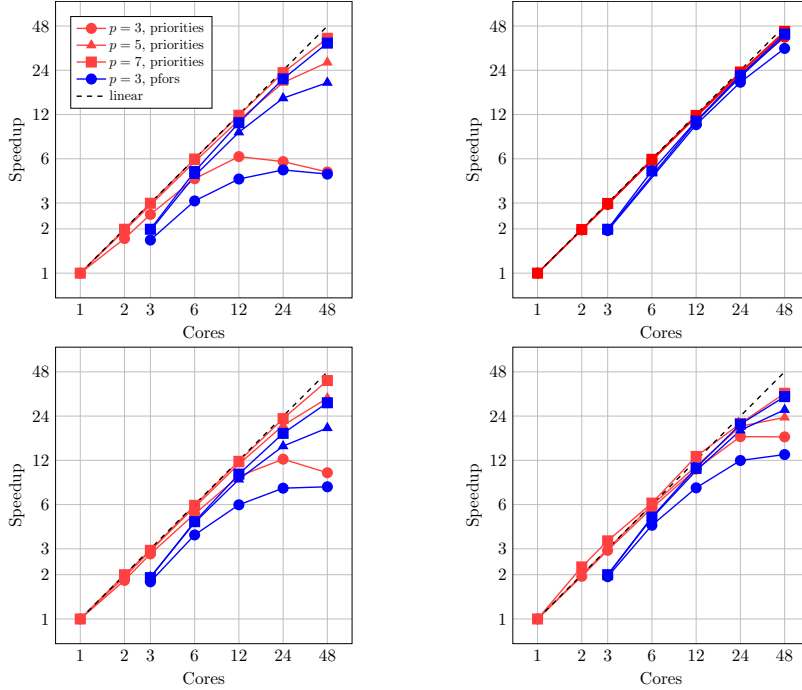 48
24
12
6
3
2
1
Speedup
p = 3, priorities
p = 5, priorities
p = 7, priorities
p = 3, pfors
linear
1 2 3 6 12 24 48
Cores
48
24
12
6
3
2
1
Speedup
1 2 3 6 12 24 48
Cores
48
24
12
6
3
2
1
Speedup
1 2 3 6 12 24 48
Cores
48
24
12
6
3
2
1
Speedup
1 2 3 6 12 24 48
Cores